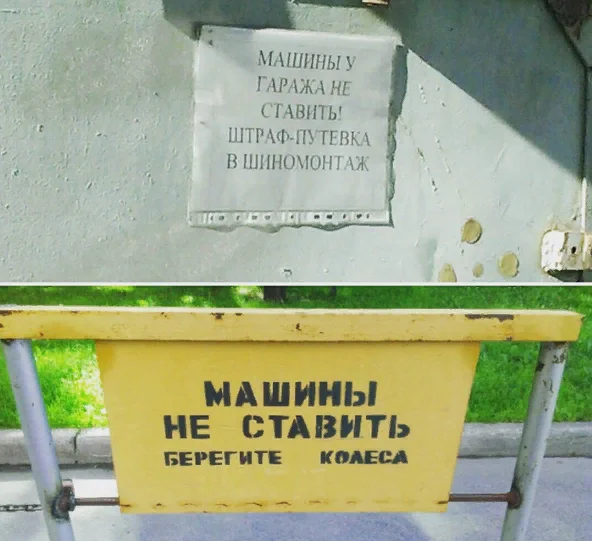 МАШИНЫ У
ГАРАЖА НЕ
СТАВИТЬ!
ШТРАФ-ПУТЕВКА
В ШИНОМОНТАЖ
МАШИНЫ
НЕ СТАВИТЬ
БЕРЕГИТЕ КОЛЕСА